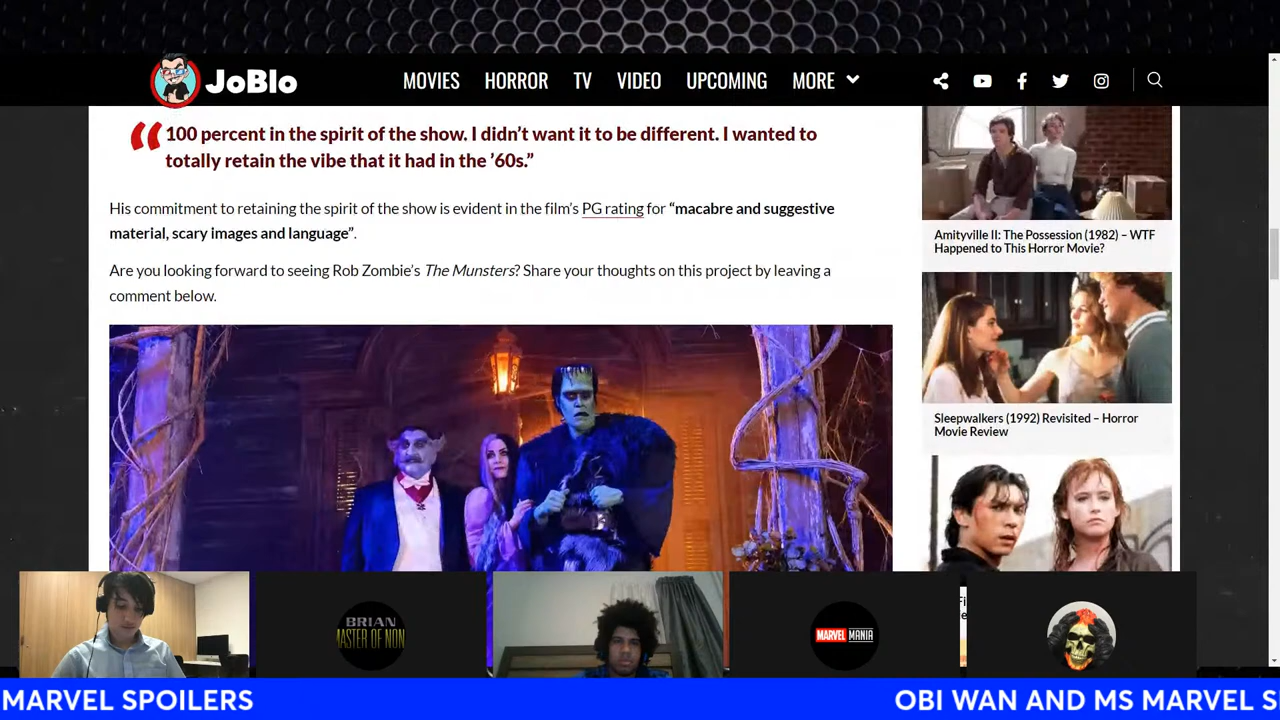 JoBlo
MOVIES HORROR TV VIDEO UPCOMING MORE
“100 percent in the spirit of the show. I didn’t want it to be different. I wanted to
totally retain the vibe that it had in the ’60s.”
His commitment to retaining the spirit of the show is evident in the film’s PG rating for “macabre and suggestive
material, scary images and language”.
Are you looking forward to seeing Rob Zombie’s The Munsters? Share your thoughts on this project by leaving a
comment below.
Amityville II: The Possession (1982) – WTF
Happened to This Horror Movie?
Sleepwalkers (1992) Revisited – Horror
Movie Review
BRIAN
MASTER OF NON
MARVEL MANIA
MARVEL SPOILERS
OBI WAN AND MS MARVEL S